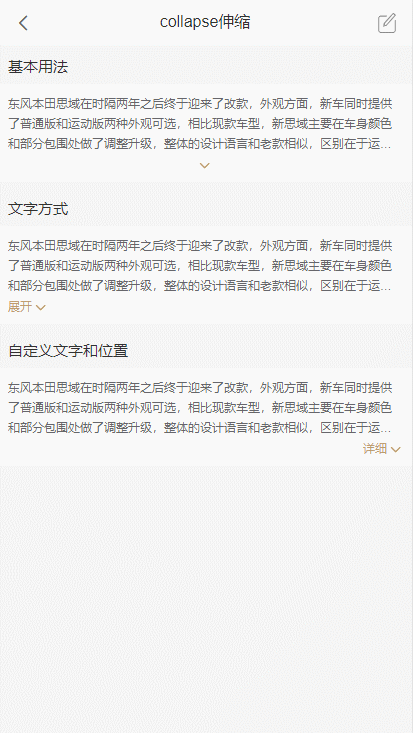 collapse伸缩
基本用法
东风本田思域在时隔两年之后终于迎来了改款，外观方面，新车同时提供
了普通版和运动版两种外观可选，相比现款车型，新思域主要在车身颜色
和部分包围处做了调整升级，整体的设计语言和老款相似，区别在于运...
文字方式
东风本田思域在时隔两年之后终于迎来了改款，外观方面，新车同时提供
了普通版和运动版两种外观可选，相比现款车型，新思域主要在车身颜色
和部分包围处做了调整升级，整体的设计语言和老款相似，区别在于运...
展开
自定义文字和位置
东风本田思域在时隔两年之后终于迎来了改款，外观方面，新车同时提供
了普通版和运动版两种外观可选，相比现款车型，新思域主要在车身颜色
和部分包围处做了调整升级，整体的设计语言和老款相似，区别在于运...
详细